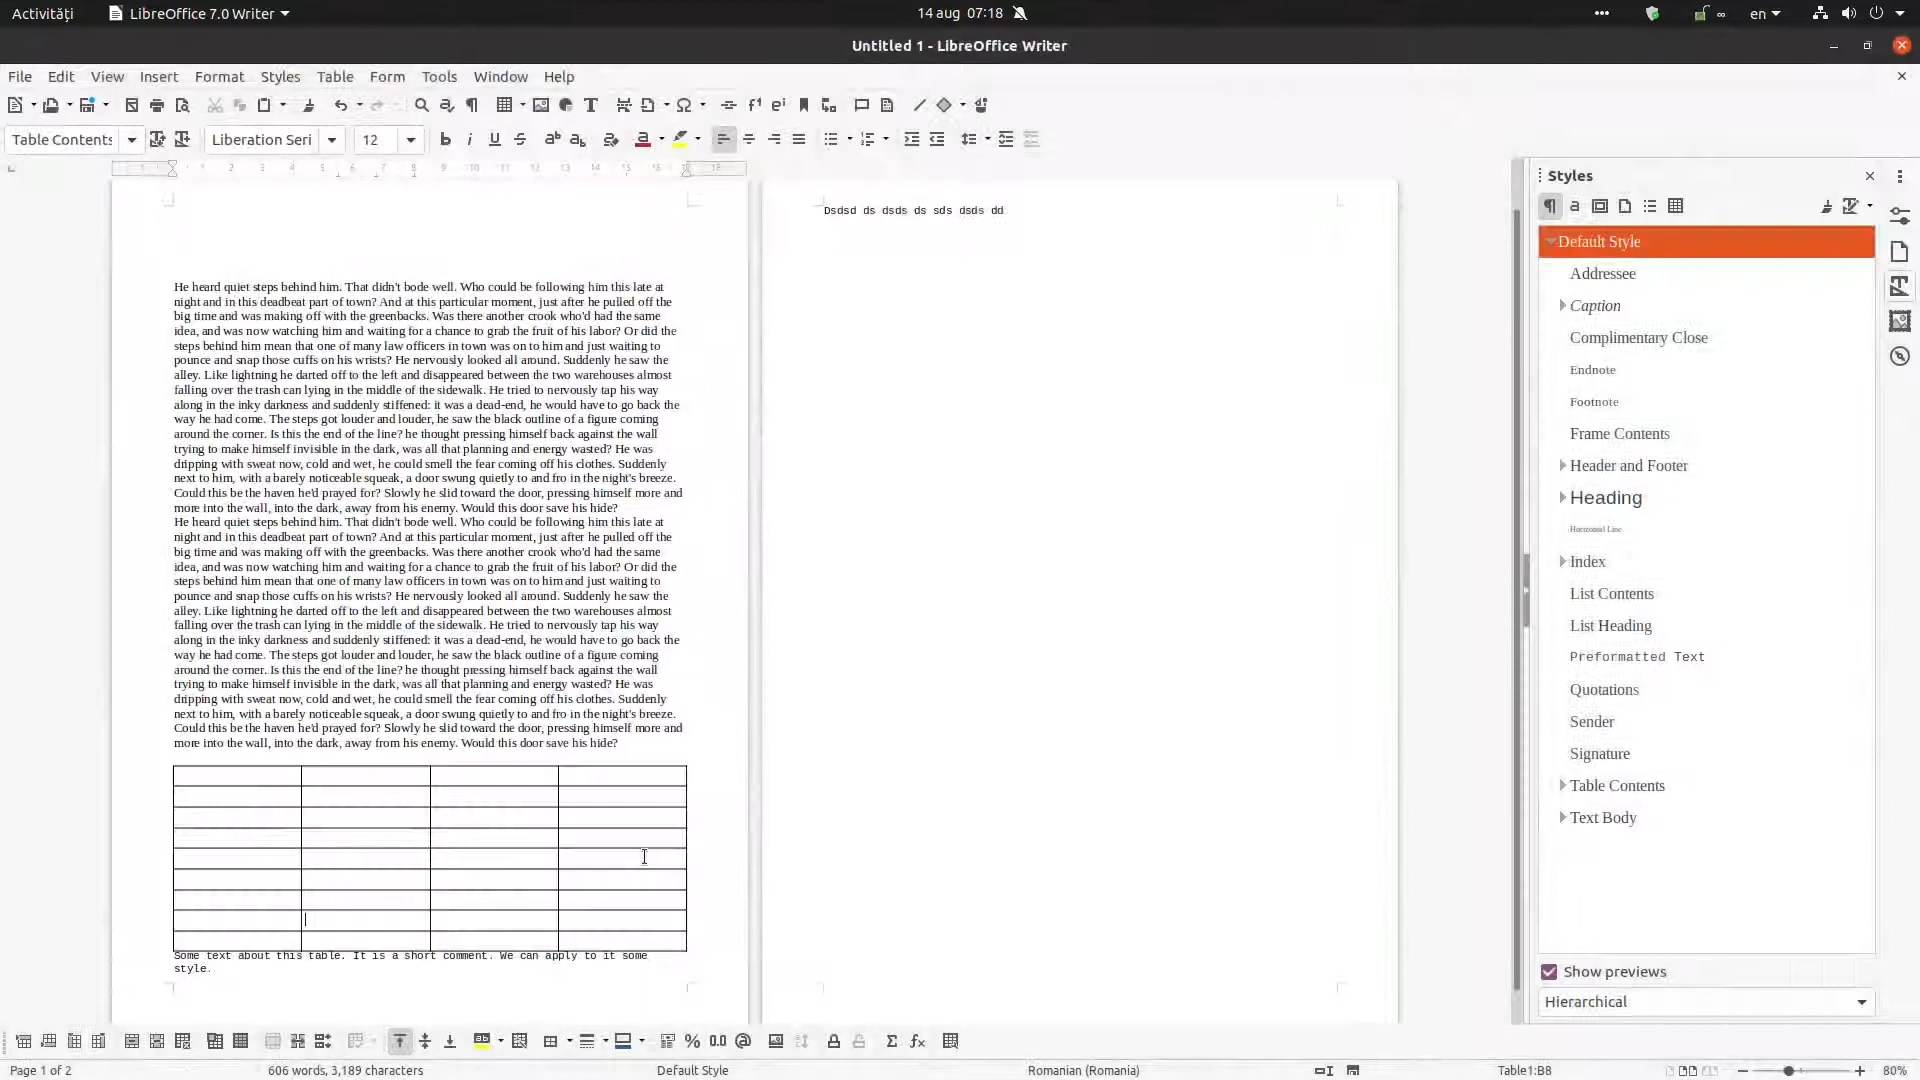 Activități LibreOffice 7.0 Writer 14 aug 07:18 en
Untitled 1 - LibreOffice Writer
File Edit View Insert Format Styles Table Form Tools Window Help
Table Contents Liberation Seri 12
1 1 2 3 4 5 6 7 8 9 10 11 12 13 14 15 16 17 18
He heard quiet steps behind him. That didn't bode well. Who could be following him this late at
night and in this deadbeat part of town? And at this particular moment, just after he pulled off the
big time and was making off with the greenbacks. Was there another crook who'd had the same
idea, and was now watching him and waiting for a chance to grab the fruit of his labor? Or did the
steps behind him mean that one of many law officers in town was on to him and just waiting to
pounce and snap those cuffs on his wrists? He nervously looked all around. Suddenly he saw the
alley. Like lightning he darted off to the left and disappeared between the two warehouses almost
falling over the trash can lying in the middle of the sidewalk. He tried to nervously tap his way
along in the inky darkness and suddenly stiffened: it was a dead-end, he would have to go back the
way he had come. The steps got louder and louder, he saw the black outline of a figure coming
around the corner. Is this the end of the line? he thought pressing himself back against the wall
trying to make himself invisible in the dark, was all that planning and energy wasted? He was
dripping with sweat now, cold and wet, he could smell the fear coming off his clothes. Suddenly
next to him, with a barely noticeable squeak, a door swung quietly to and fro in the night's breeze.
Could this be the haven he'd prayed for? Slowly he slid toward the door, pressing himself more and
more into the wall, into the dark, away from his enemy. Would this door save his hide?
He heard quiet steps behind him. That didn't bode well. Who could be following him this late at
night and in this deadbeat part of town? And at this particular moment, just after he pulled off the
big time and was making off with the greenbacks. Was there another crook who'd had the same
idea, and was now watching him and waiting for a chance to grab the fruit of his labor? Or did the
steps behind him mean that one of many law officers in town was on to him and just waiting to
pounce and snap those cuffs on his wrists? He nervously looked all around. Suddenly he saw the
alley. Like lightning he darted off to the left and disappeared between the two warehouses almost
falling over the trash can lying in the middle of the sidewalk. He tried to nervously tap his way
along in the inky darkness and suddenly stiffened: it was a dead-end, he would have to go back the
way he had come. The steps got louder and louder, he saw the black outline of a figure coming
around the corner. Is this the end of the line? he thought pressing himself back against the wall
trying to make himself invisible in the dark, was all that planning and energy wasted? He was
dripping with sweat now, cold and wet, he could smell the fear coming off his clothes. Suddenly
next to him, with a barely noticeable squeak, a door swung quietly to and fro in the night's breeze.
Could this be the haven he'd prayed for? Slowly he slid toward the door, pressing himself more and
more into the wall, into the dark, away from his enemy. Would this door save his hide?
Some text about this table. It is a short comment. We can apply to it some
style.
Dsdsd ds dsds ds sds dsds dd
Styles
Default Style
Addressee
Caption
Complimentary Close
Endnote
Footnote
Frame Contents
Header and Footer
Heading
Horizontal Line
Index
List Contents
List Heading
Preformatted Text
Quotations
Sender
Signature
Table Contents
Text Body
Show previews
Hierarchical
Page 1 of 2 606 words, 3,189 characters Default Style Romanian (Romania) Table1:B8 80%